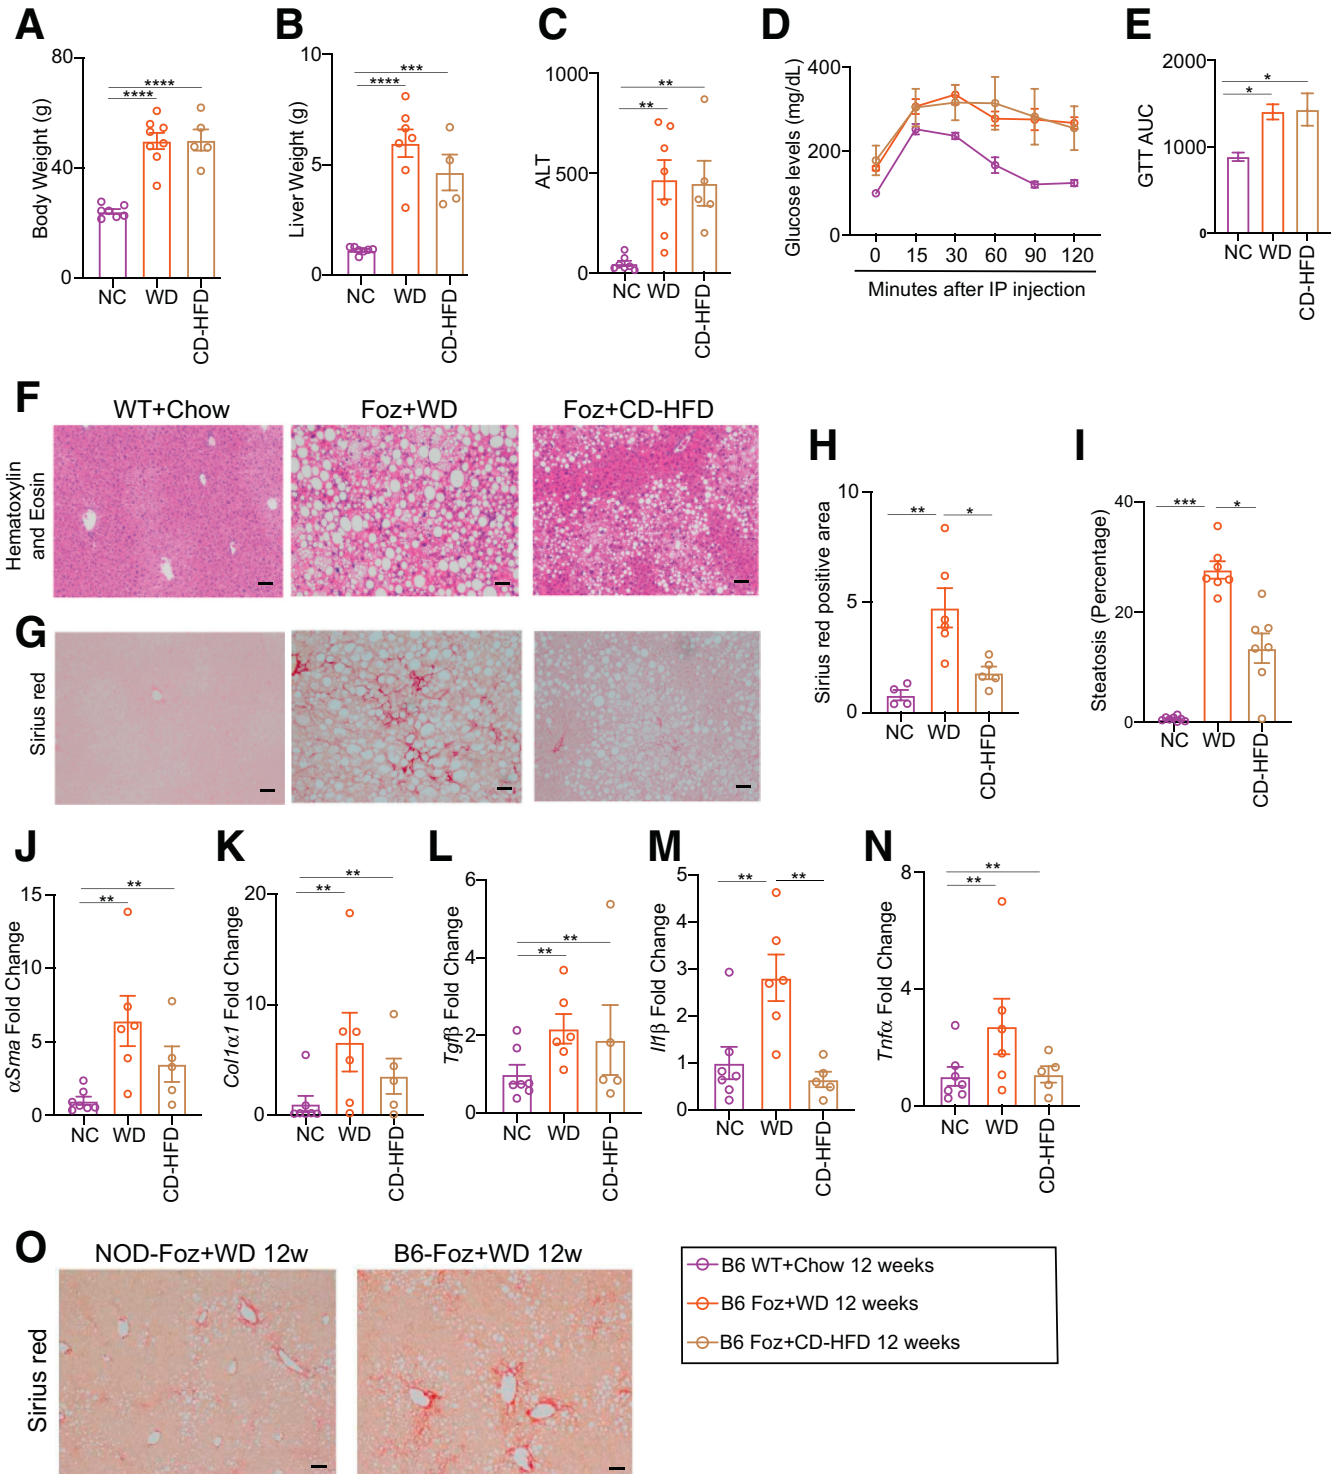 A
B
C
D
E
80
40
0
Body Weight (g)
****
****
NC
WD
CD-HFD
10
5
0
Liver Weight (g)
***
****
NC
WD
CD-HFD
1000
500
0
ALT
**
**
NC
WD
CD-HFD
400
200
0
Glucose levels (mg/dL)
0
15
30
60
90
120
Minutes after IP injection
2000
1000
0
GTT AUC
*
*
NC
WD
CD-HFD
F
WT+Chow
Foz+WD
Foz+CD-HFD
Hematoxylin
and Eosin
G
Sirius red
H
10
5
0
Sirius red positive area
**
*
NC
WD
CD-HFD
I
40
20
0
Steatosis (Percentage)
***
*
NC
WD
CD-HFD
J
15
10
5
0
αSma Fold Change
**
**
NC
WD
CD-HFD
K
20
10
0
Col1α1 Fold Change
**
**
NC
WD
CD-HFD
L
6
4
2
0
Tgfβ Fold Change
**
**
NC
WD
CD-HFD
M
5
4
3
2
1
0
Il1β Fold Change
**
**
NC
WD
CD-HFD
N
8
4
0
Tnfα Fold Change
**
**
NC
WD
CD-HFD
O
NOD-Foz+WD 12w
B6-Foz+WD 12w
Sirius red
B6 WT+Chow 12 weeks
B6 Foz+WD 12 weeks
B6 Foz+CD-HFD 12 weeks